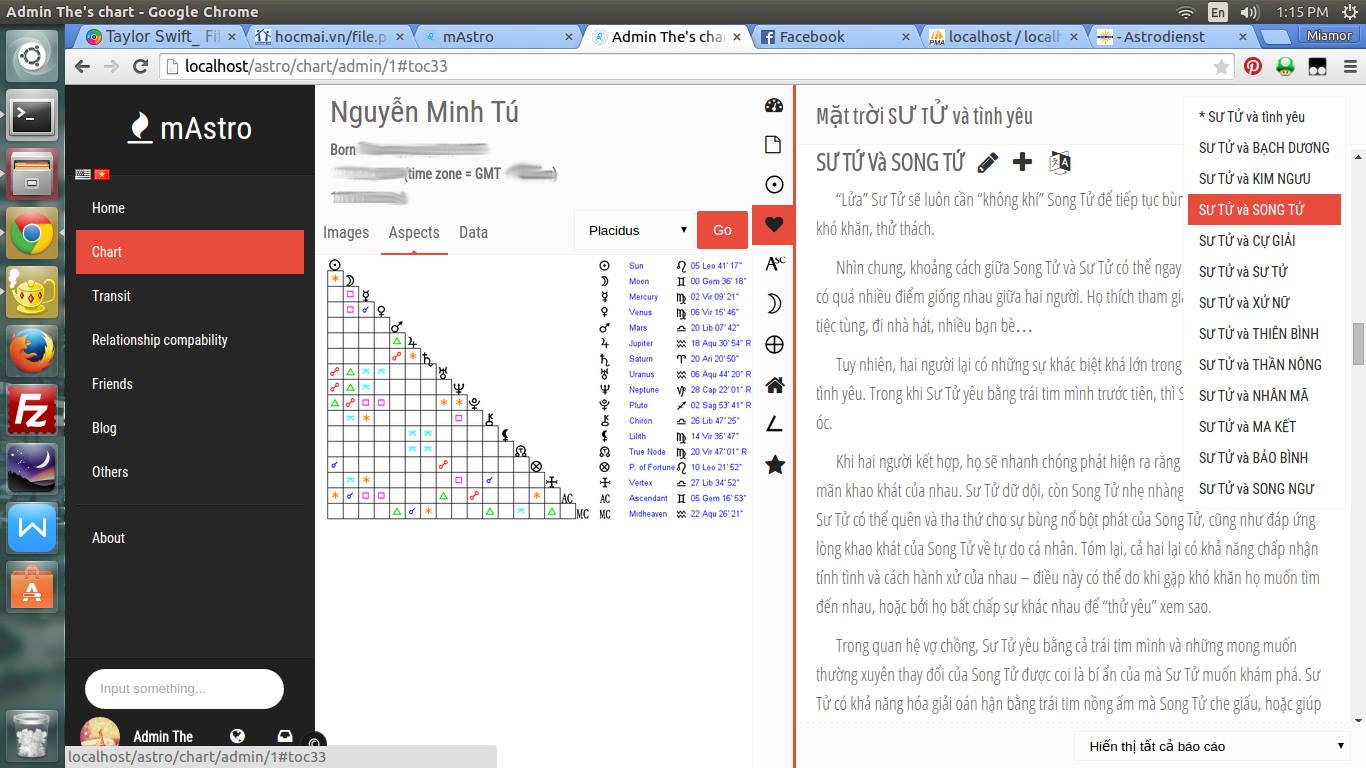 Admin The's chart - Google Chrome
En
1:15 PM
Taylor Swift_ Fi
hocmai.vn/file.p
mAstro
Admin The's cha
Facebook
localhost / localh
- Astrodienst
Miamor
localhost/astro/chart/admin/1#toc33
mAstro
Home
Chart
Transit
Relationship compability
Friends
Blog
Others
About
Input something...
Admin The
localhost/astro/chart/admin/1#toc33
Nguyễn Minh Tú
Born
(time zone = GMT )
Images Aspects Data
Placidus
Go
Sun 05 Leo 41' 17"
Moon 00 Gem 36' 18"
Mercury 02 Vir 09' 21"
Venus 06 Vir 15' 46"
Mars 20 Lib 07' 42"
Jupiter 18 Aqu 30' 54" R
Saturn 20 Ari 20' 50"
Uranus 06 Aqu 44' 20" R
Neptune 28 Cap 22' 01" R
Pluto 02 Sag 53' 41" R
Chiron 26 Lib 47' 25"
Lilith 14 Vir 35' 47"
True Node 20 Vir 47' 01" R
P. of Fortune 10 Leo 21' 52"
Vertex 27 Lib 34' 52"
AC
AC Ascendant 05 Gem 16' 53"
MC
MC Midheaven 22 Aqu 26' 21"
Asc
Mặt trời SƯ TỬ và tình yêu
SƯ TỬ Và SONG TỬ
“Lửa” Sư Tử sẽ luôn cần “không khí” Song Tử để tiếp tục bùn
khó khăn, thử thách.
Nhìn chung, khoảng cách giữa Song Tử và Sư Tử có thể ngay
có quá nhiều điểm giống nhau giữa hai người. Họ thích tham gia
tiệc tùng, đi nhà hát, nhiều bạn bè…
Tuy nhiên, hai người lại có những sự khác biệt khá lớn trong
tình yêu. Trong khi Sư Tử yêu bằng trái tim mình trước tiên, thì S
óc.
Khi hai người kết hợp, họ sẽ nhanh chóng phát hiện ra rằng
mãn khao khát của nhau. Sư Tử dữ dội, còn Song Tử nhẹ nhàng
Sư Tử có thể quên và tha thứ cho sự bùng nổ bột phát của Song Tử, cũng như đáp ứng
lòng khao khát của Song Tử về tự do cá nhân. Tóm lại, cả hai lại có khả năng chấp nhận
tính tình và cách hành xử của nhau – điều này có thể do khi gặp khó khăn họ muốn tìm
đến nhau, hoặc bởi họ bất chấp sự khác nhau để “thử yêu” xem sao.
Trong quan hệ vợ chồng, Sư Tử yêu bằng cả trái tim mình và những mong muốn
thường xuyên thay đổi của Song Tử được coi là bí ẩn của mà Sư Tử muốn khám phá. Sư
Tử có khả năng hóa giải oán hận bằng trái tim nồng ấm mà Song Tử che giấu, hoặc giúp
* SƯ TỬ và tình yêu
SƯ TỬ và BẠCH DƯƠNG
SƯ TỬ và KIM NGƯU
SƯ TỬ và SONG TỬ
SƯ TỬ và CỰ GIẢI
SƯ TỬ và SƯ TỬ
SƯ TỬ và XỬ NỮ
SƯ TỬ và THIÊN BÌNH
SƯ TỬ và THẦN NÔNG
SƯ TỬ và NHÂN MÃ
SƯ TỬ và MA KẾT
SƯ TỬ và BẢO BÌNH
SƯ TỬ và SONG NGƯ
Hiển thị tất cả báo cáo